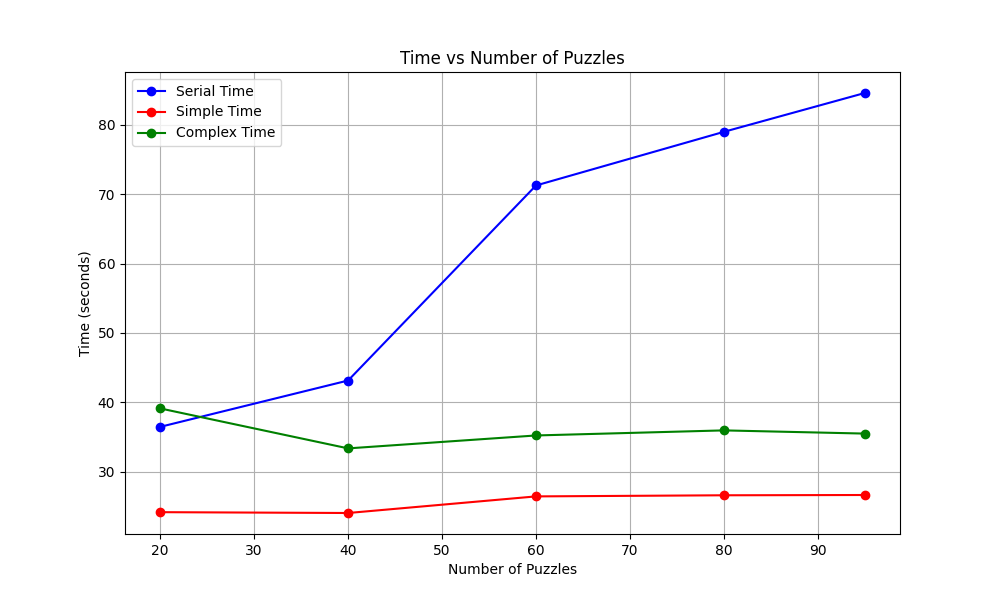 Time vs Number of Puzzles
Serial Time
Simple Time
Complex Time
Time (seconds)
80
70
60
50
40
30
20 30 40 50 60 70 80 90
Number of Puzzles